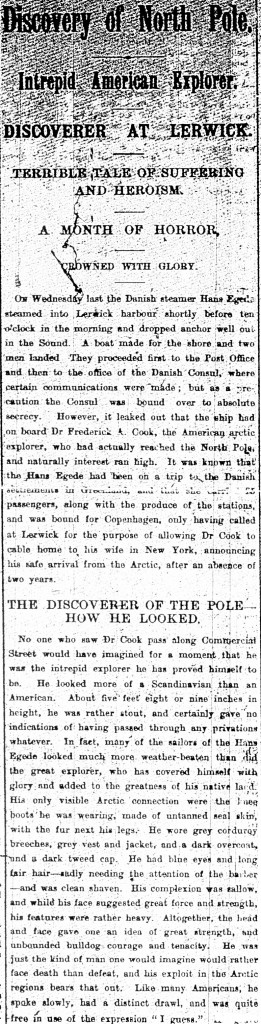 Discovery of North Pole.
Intrepid American Explorer.
DISCOVERER AT LERWICK.
TERRIBLE TALE OF SUFFERING
AND HEROISM.
A MONTH OF HORROR,
CROWNED WITH GLORY.
On Wednesday last the Danish steamer Hans Egede
steamed into Lerwick harbour shortly before ten
o'clock in the morning and dropped anchor well out
in the Sound. A boat made for the shore and two
men landed They proceeded first to the Post Office
and then to the office of the Danish Consul, where
certain communications were made; but as a pre-
caution the Consul was bound over to absolute
secrecy. However, it leaked out that the ship had
on board Dr Frederick A. Cook, the American arctic
explorer, who had actually reached the North Pole,
and naturally interest ran high. It was known that
the Hans Egede had been on a trip to the Danish
settlements in Greenland, and that she
passengers, along with the produce of the stations,
and was bound for Copenhagen, only having called
at Lerwick for the purpose of allowing Dr Cook to
cable home to his wife in New York, announcing
his safe arrival from the Arctic, after an absence of
two years.
THE DISCOVERER OF THE POLE—
HOW HE LOOKED.
No one who saw Dr Cook pass along Commercial
Street would have imagined for a moment that he
was the intrepid explorer he has proved himself to
be. He looked more of a Scandinavian than an
American. About five feet eight or nine inches in
height, he was rather stout, and certainly gave no
indications of having passed through any privations
whatever. In fact, many of the sailors of the Hans
Egede looked much more weather-beaten than did
the great explorer, who has covered himself with
glory and added to the greatness of his native land.
His only visible Arctic connection were the
boots he was wearing, made of untanned seal skin,
with the fur next his legs. He wore grey corduroy
breeches, grey vest and jacket, and a dark overcoat,
and a dark tweed cap. He had blue eyes and long
fair hair—sadly needing the attention of the barber
—and was clean shaven. His complexion was sallow,
and whild his face suggested great force and strength,
his features were rather heavy. Altogether, the head
and face gave one an idea of great strength, and
unbounded bulldog courage and tenacity. He was
just the kind of man one would imagine would rather
face death than defeat, and his exploit in the Arctic
regions bears that out. Like many Americans, he
spoke slowly, had a distinct drawl, and was quite
free in use of the expression "I guess."